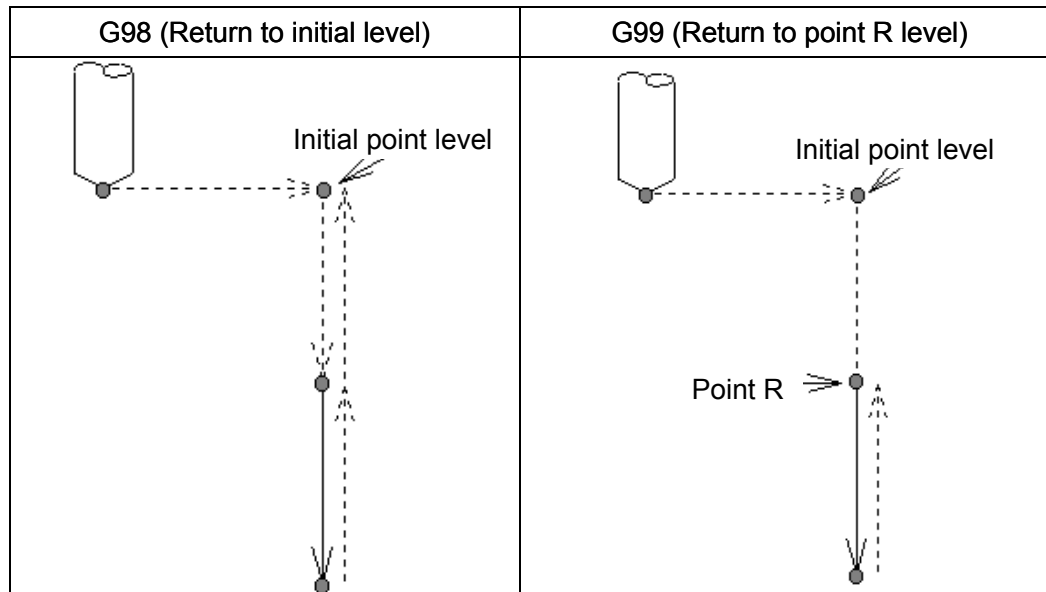 G98 (Return to initial level)
G99 (Return to point R level)
Initial point level
Initial point level
Point R